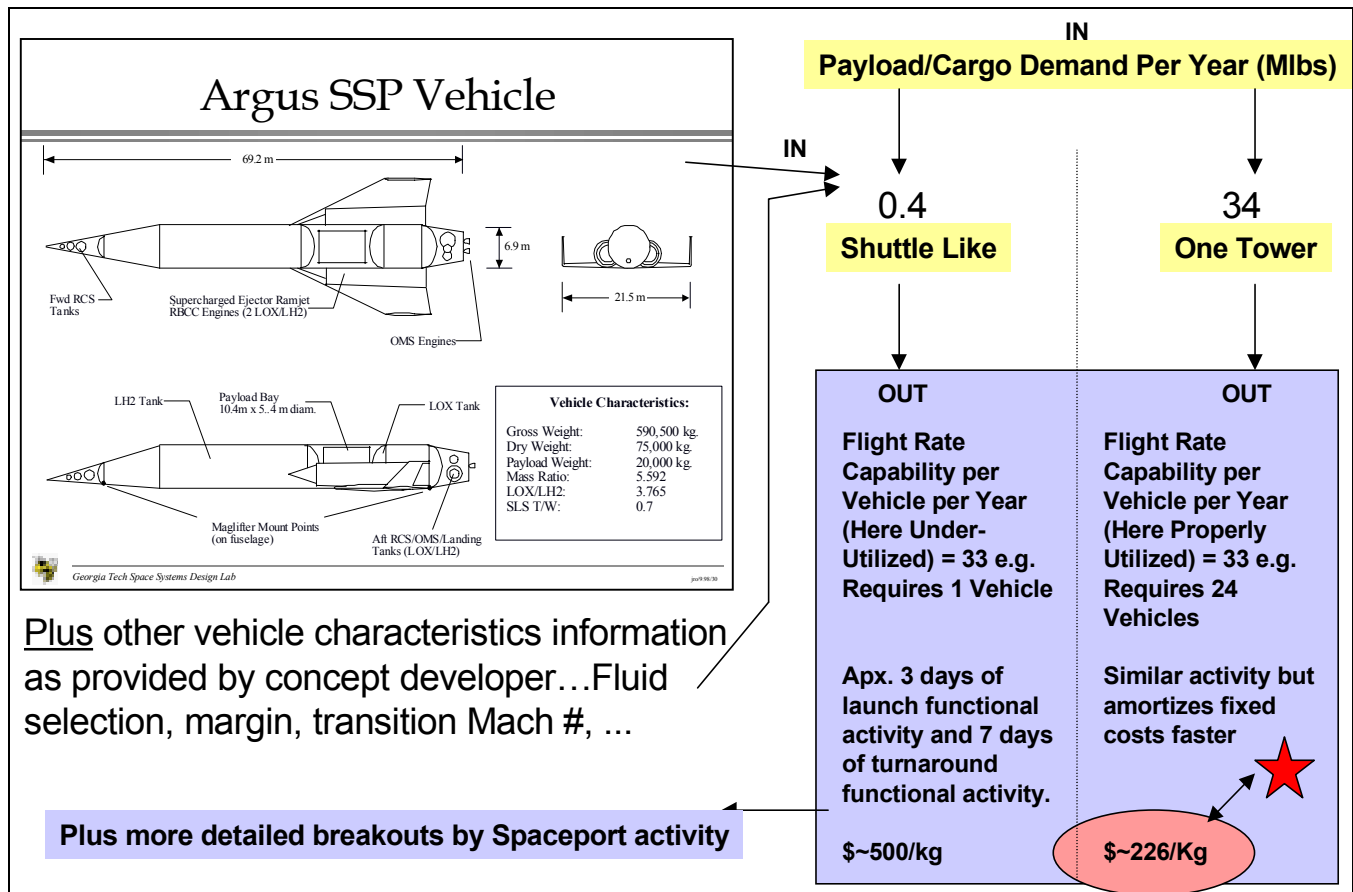 Argus SSP Vehicle
69.2 m
6.9 m
21.5 m
Fwd RCS
Tanks
Supercharged Ejector Ramjet
RBCC Engines (2 LOX/LH2)
OMS Engines
LH2 Tank
Payload Bay
10.4m x 5..4 m diam.
LOX Tank
Maglifter Mount Points
(on fuselage)
Aft RCS/OMS/Landing
Tanks (LOX/LH2)
Vehicle Characteristics:
Gross Weight: 590,500 kg.
Dry Weight: 75,000 kg.
Payload Weight: 20,000 kg.
Mass Ratio: 5.592
LOX/LH2: 3.765
SLS T/W: 0.7
Georgia Tech Space Systems Design Lab
IN
Plus other vehicle characteristics information
as provided by concept developer…Fluid
selection, margin, transition Mach #, ...
Plus more detailed breakouts by Spaceport activity
IN
Payload/Cargo Demand Per Year (Mlbs)
0.4
Shuttle Like
34
One Tower
OUT
Flight Rate
Capability per
Vehicle per Year
(Here Under-
Utilized) = 33 e.g.
Requires 1 Vehicle
Apx. 3 days of
launch functional
activity and 7 days
of turnaround
functional activity.
$~500/kg
OUT
Flight Rate
Capability per
Vehicle per Year
(Here Properly
Utilized) = 33 e.g.
Requires 24
Vehicles
Similar activity but
amortizes fixed
costs faster
$~226/Kg